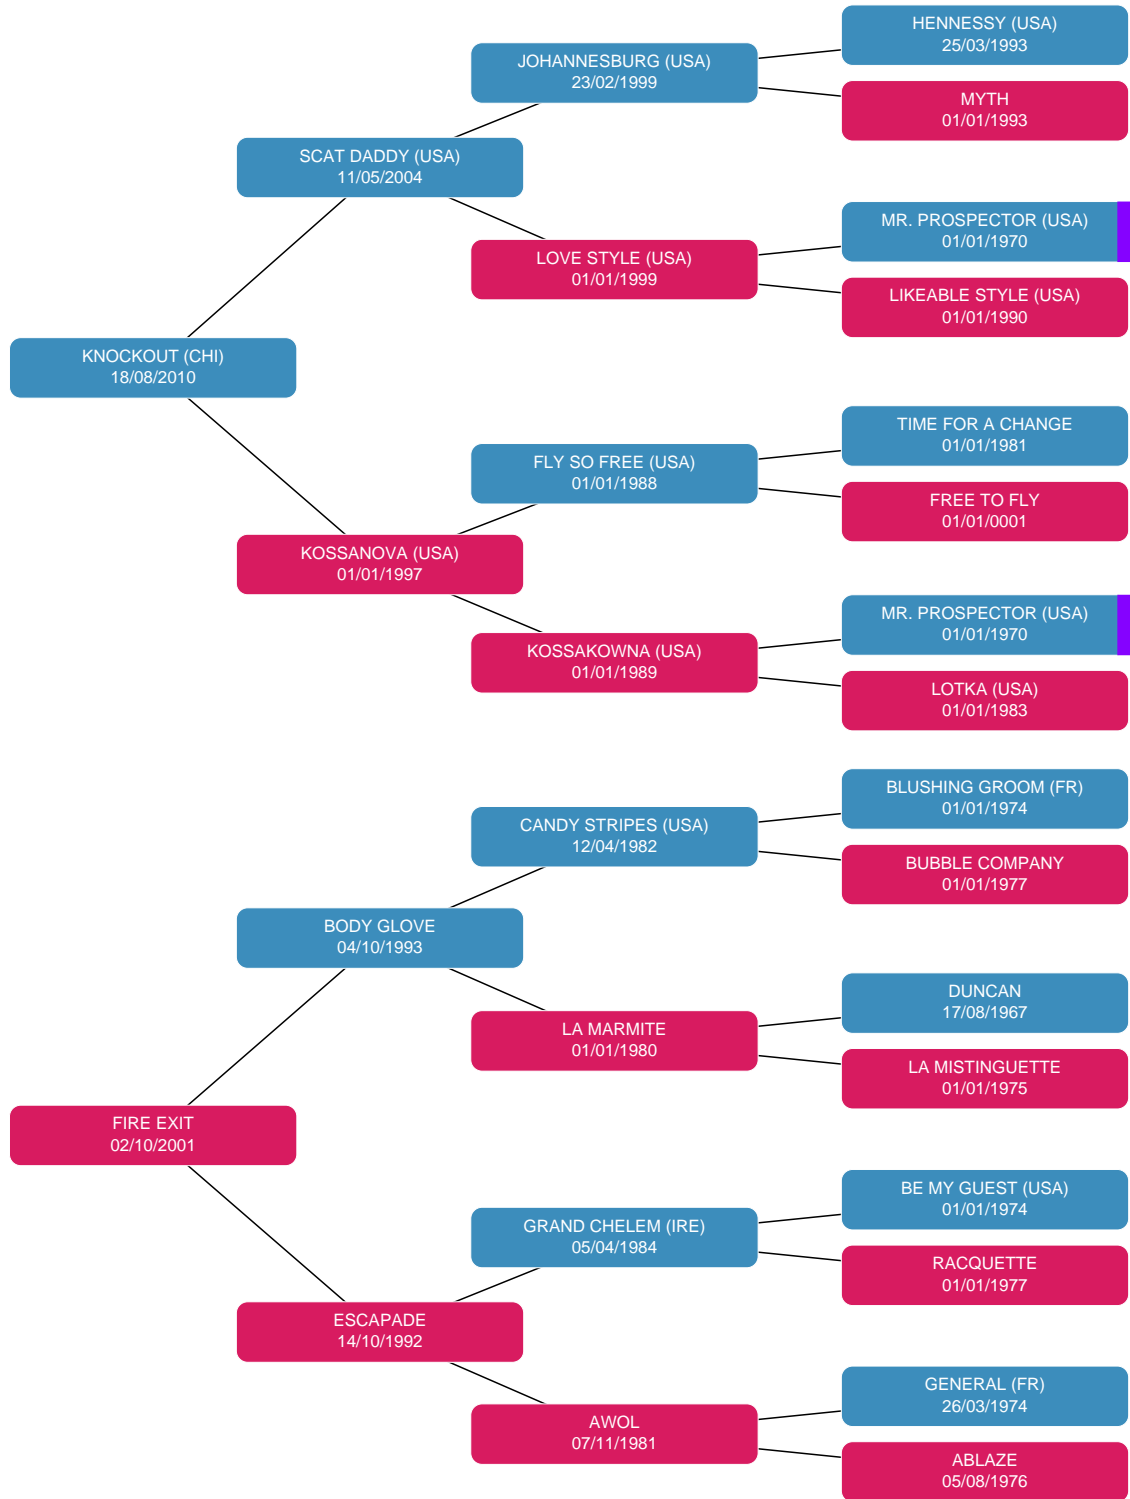 HENNESSY (USA)
25/03/1993
JOHANNESBURG (USA)
23/02/1999
MYTH
01/01/1993
SCAT DADDY (USA)
11/05/2004
MR. PROSPECTOR (USA)
01/01/1970
LOVE STYLE (USA)
01/01/1999
LIKEABLE STYLE (USA)
01/01/1990
KNOCKOUT (CHI)
18/08/2010
TIME FOR A CHANGE
01/01/1981
FLY SO FREE (USA)
01/01/1988
FREE TO FLY
01/01/0001
KOSSANOVA (USA)
01/01/1997
MR. PROSPECTOR (USA)
01/01/1970
KOSSAKOWNA (USA)
01/01/1989
LOTKA (USA)
01/01/1983
BLUSHING GROOM (FR)
01/01/1974
CANDY STRIPES (USA)
12/04/1982
BUBBLE COMPANY
01/01/1977
BODY GLOVE
04/10/1993
DUNCAN
17/08/1967
LA MARMITE
01/01/1980
LA MISTINGUETTE
01/01/1975
FIRE EXIT
02/10/2001
BE MY GUEST (USA)
01/01/1974
GRAND CHELEM (IRE)
05/04/1984
RACQUETTE
01/01/1977
ESCAPADE
14/10/1992
GENERAL (FR)
26/03/1974
AWOL
07/11/1981
ABLAZE
05/08/1976